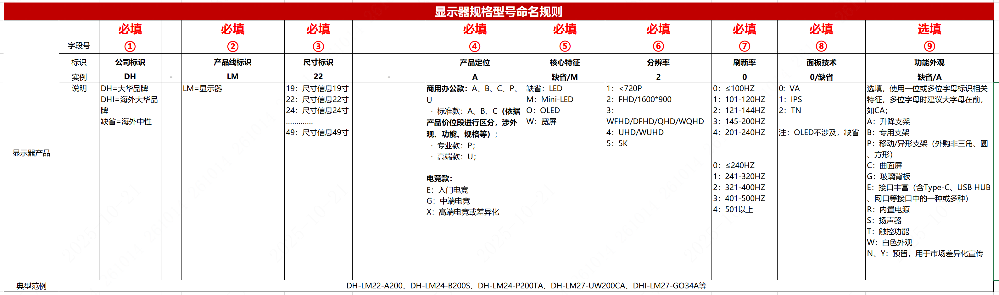 显示器规格型号命名规则
必填 必填 必填 必填 必填 必填 必填 必填 选填
字段号 ① ② ③ ④ ⑤ ⑥ ⑦ ⑧ ⑨
标识 公司标识 产品线标识 尺寸标识 产品定位 核心特征 分辨率 刷新率 面板技术 功能外观
实例 DH - LM 22 - A 缺省/M 2 0 0/缺省 缺省/A
显示器产品
说明
DH=大华品牌
DHI=海外大华品
牌
缺省=海外中性
LM=显示器
19：尺寸信息19寸
22：尺寸信息22寸
24：尺寸信息24寸
.............
49：尺寸信息49寸
商用办公款：A、B、C、P、
U
· 标准款：A、B、C（依据
产品价位段进行区分，涉外
观、功能、规格等）；
· 专业款：P；
· 高端款：U；
电竞款：
E：入门电竞
G：中端电竞
X：高端电竞或差异化
缺省：LED
M：Mini-LED
O：OLED
W：宽屏
1：<720P
2：FHD/1600*900
3：
WFHD/DFHD/QHD/WQHD
4：UHD/WUHD
5：5K
0：≤100HZ
1：101-120HZ
2：121-144HZ
3：145-200HZ
4：201-240HZ
0：≤240HZ
1：241-320HZ
2：321-400HZ
3：401-500HZ
4：501以上
0：VA
1：IPS
2：TN
注：OLED不涉及，缺省
选填，使用一位或多位字母标识相关
特征，多位字母时建议大字母在前，
如CA；
A：升降支架
B：专用支架
P：移动/异形支架（外购非三角、圆
、方形）
C：曲面屏
G：玻璃背板
E：接口丰富（含Type-C、USB HUB
、网口等接口中的一种或多种）
R：内置电源
S：扬声器
T：触控功能
W：白色外观
N、Y：预留，用于市场差异化宣传
典型范例 DH-LM22-A200、DH-LM24-B200S、DH-LM24-P200TA、DH-LM27-UW200CA、DHI-LM27-GO34A等
2025-10-21
261014